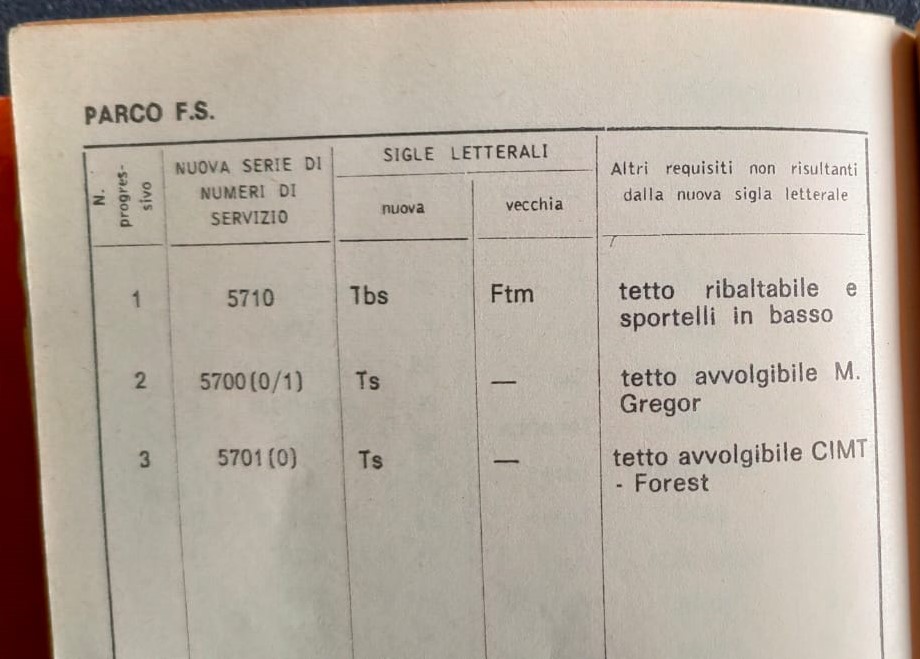 PARCO F.S.
N. progres-sivo
NUOVA SERIE DI
NUMERI DI
SERVIZIO
SIGLE LETTERALI
nuova
vecchia
Altri requisiti non risultanti
dalla nuova sigla letterale
1 5710 Tbs Ftm tetto ribaltabile e
sportelli in basso
2 5700(0/1) Ts — tetto avvolgibile M.
Gregor
3 5701(0) Ts — tetto avvolgibile CIMT
- Forest